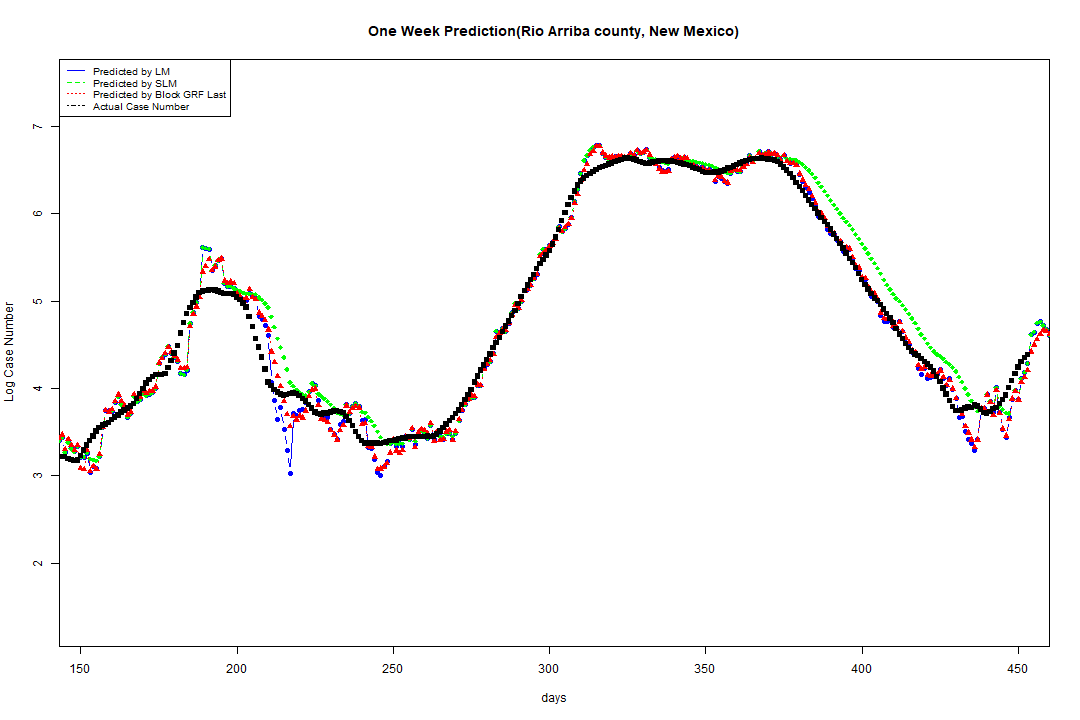 One Week Prediction(Rio Arriba county, New Mexico)
Predicted by LM
Predicted by SLM
Predicted by Block GRF Last
Actual Case Number
Log Case Number
7
6
5
4
3
2
150 200 250 300 350 400 450
days